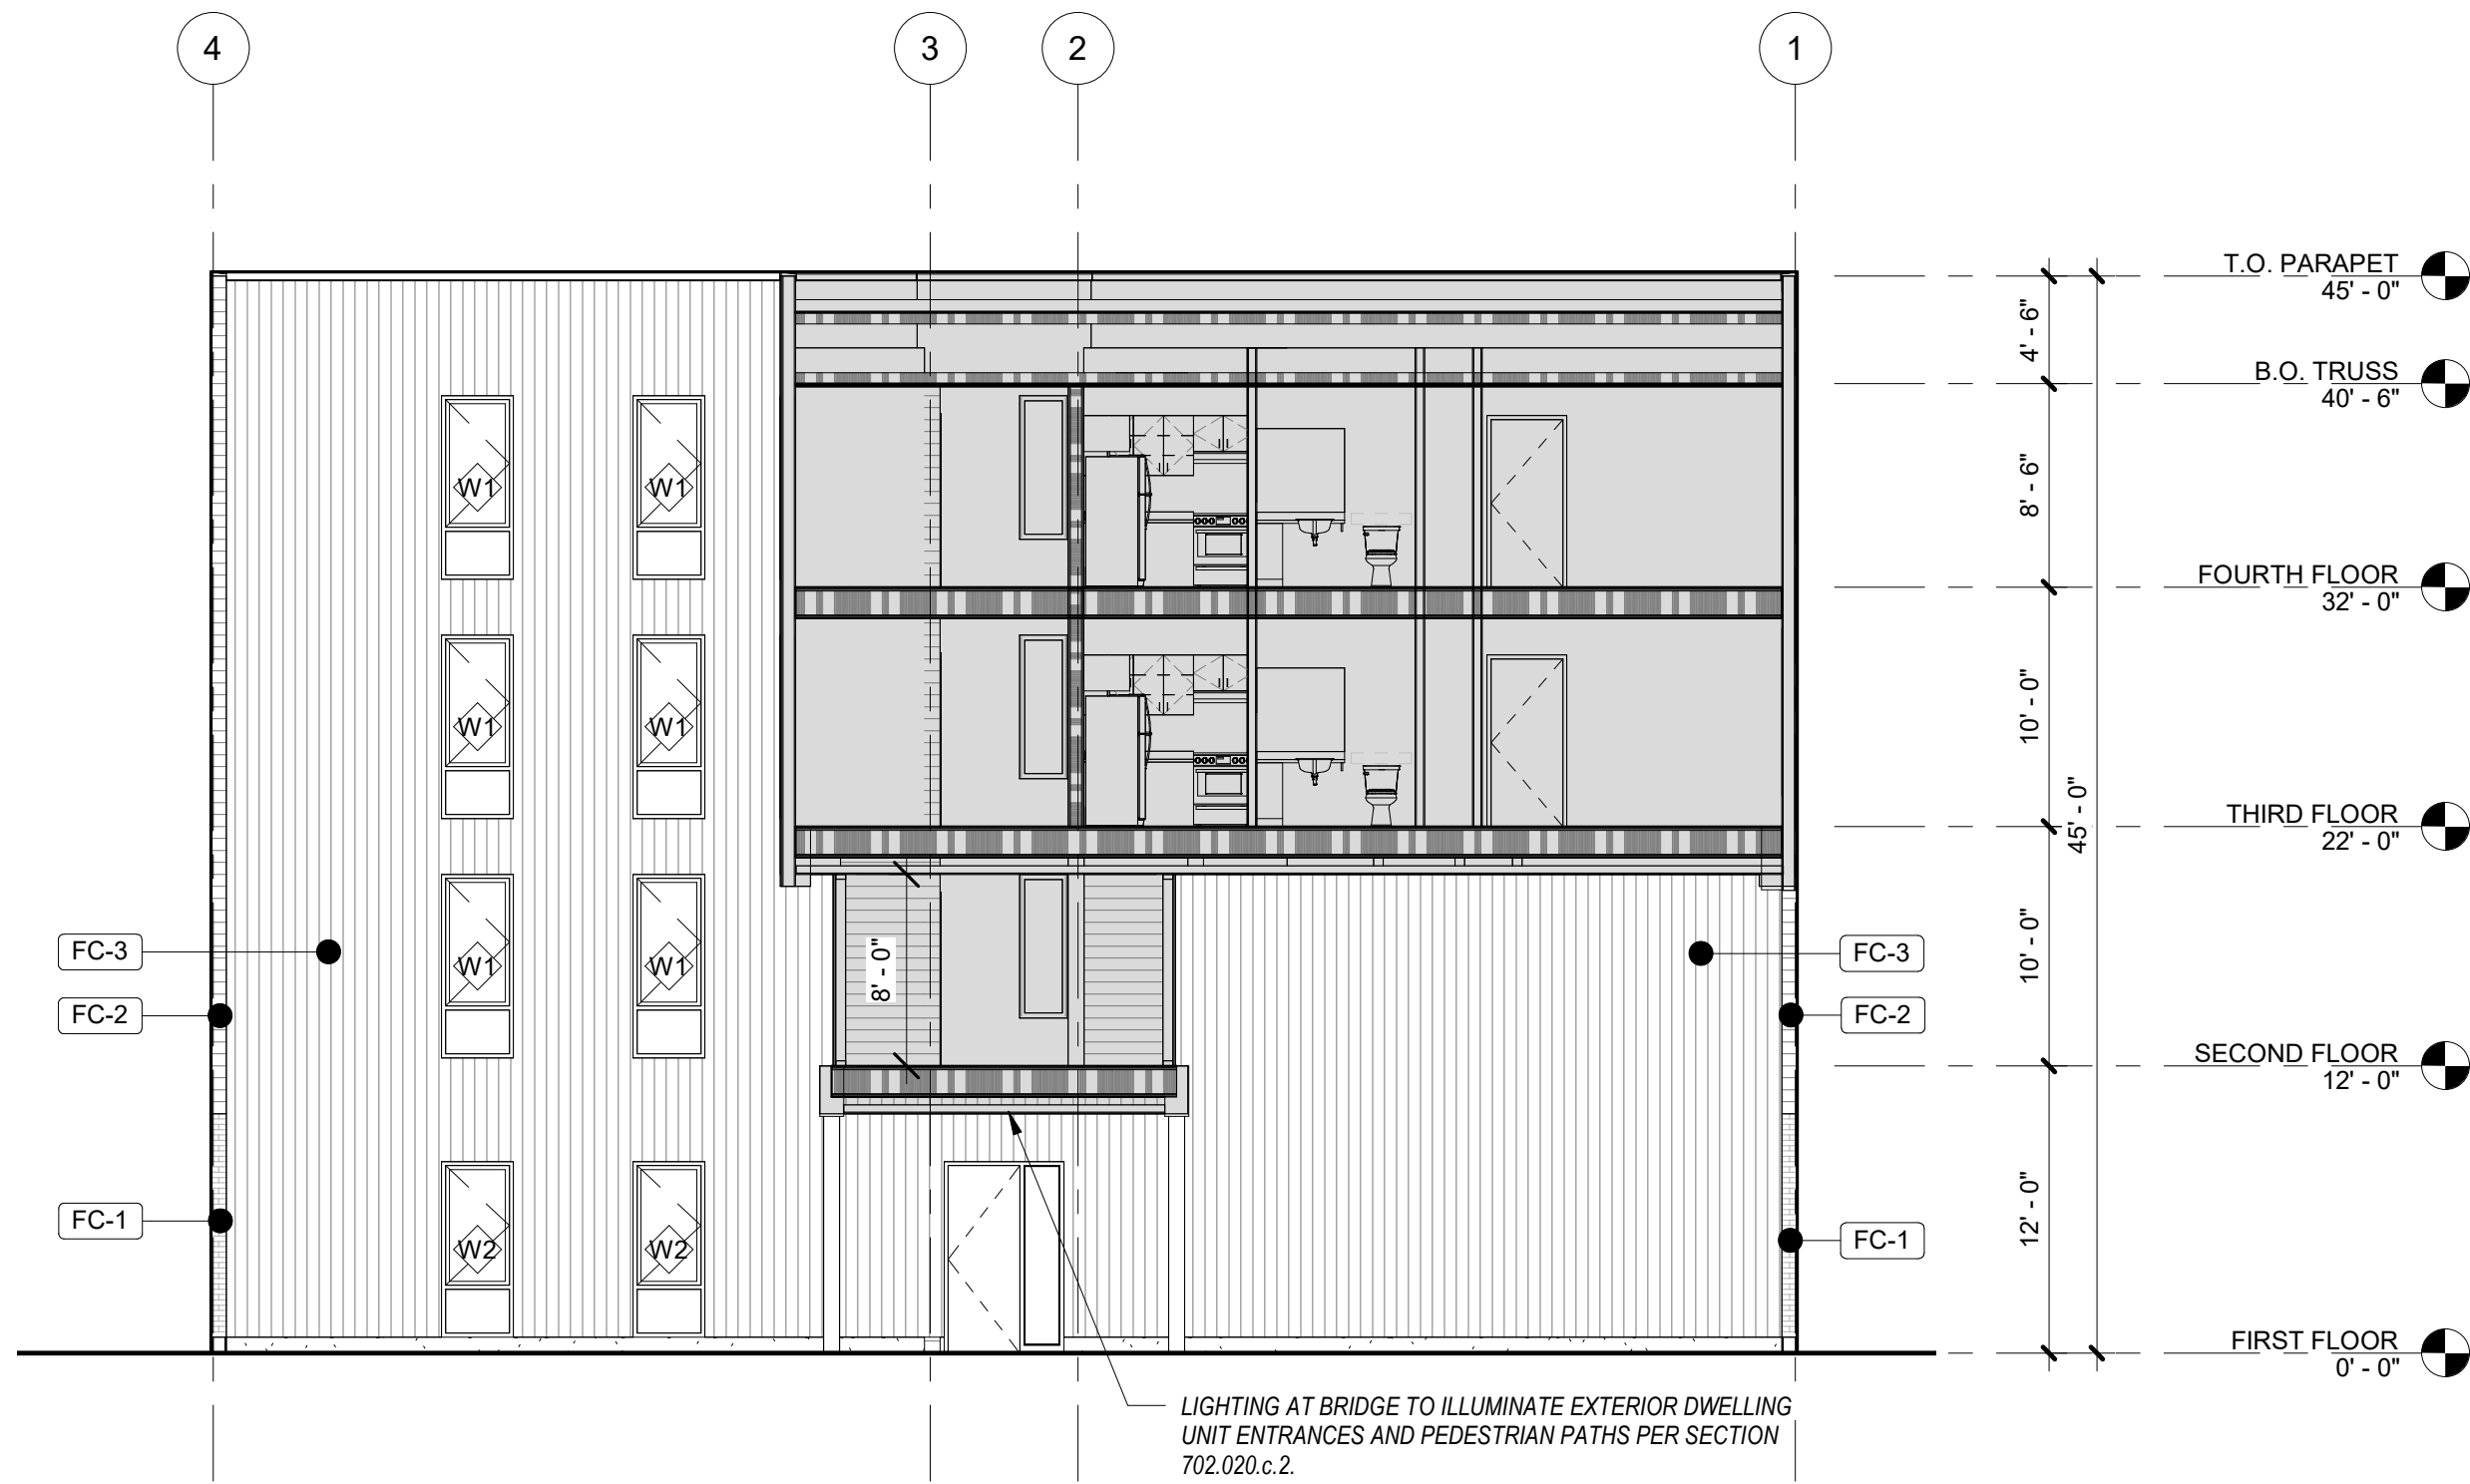 4
3
2
1
T.O. PARAPET
45' - 0"
4' - 6"
B.O. TRUSS
40' - 6"
8' - 6"
W1
W1
FOURTH FLOOR
32' - 0"
10' - 0"
W1
W1
45' - 0"
THIRD FLOOR
22' - 0"
FC-3
W1
W1
8' - 0"
FC-3
10' - 0"
FC-2
FC-2
SECOND FLOOR
12' - 0"
12' - 0"
FC-1
W2
W2
FC-1
FIRST FLOOR
0' - 0"
LIGHTING AT BRIDGE TO ILLUMINATE EXTERIOR DWELLING
UNIT ENTRANCES AND PEDESTRIAN PATHS PER SECTION
702.020.c.2.